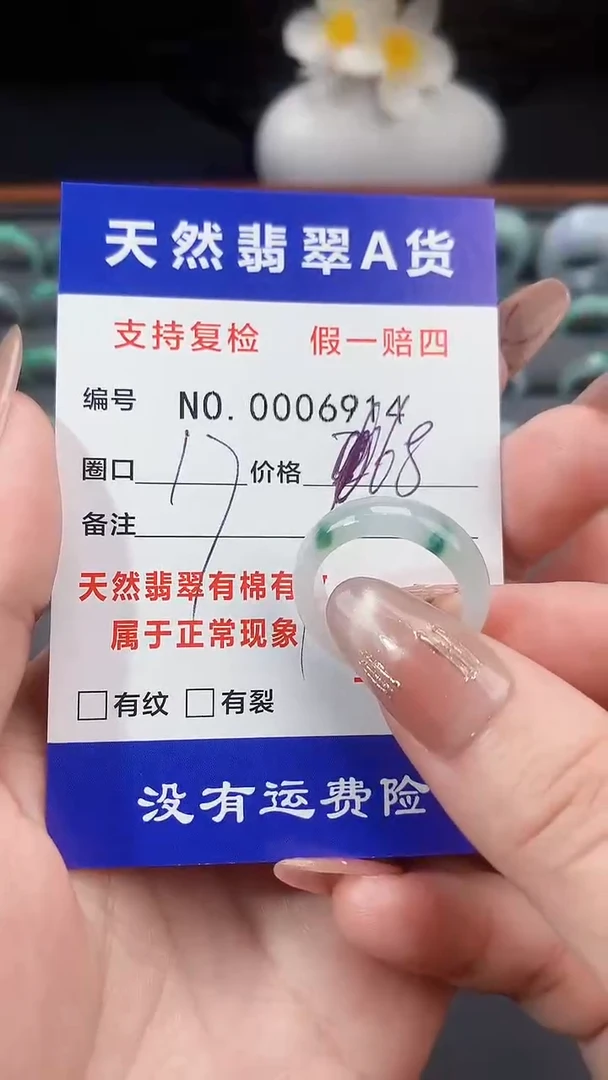 天然翡翠A货
支持复检 假一赔四
编号 NO.0006914
圈口 17 价格 68
备注
天然翡翠有棉有
属于正常现象
□有纹 □有裂
没有运费险